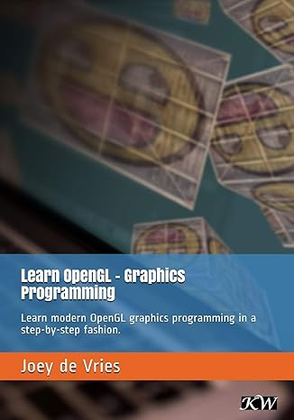 Learn OpenGL - Graphics
Programming
Learn modern OpenGL graphics programming in a
step-by-step fashion.
Joey de Vries
KW